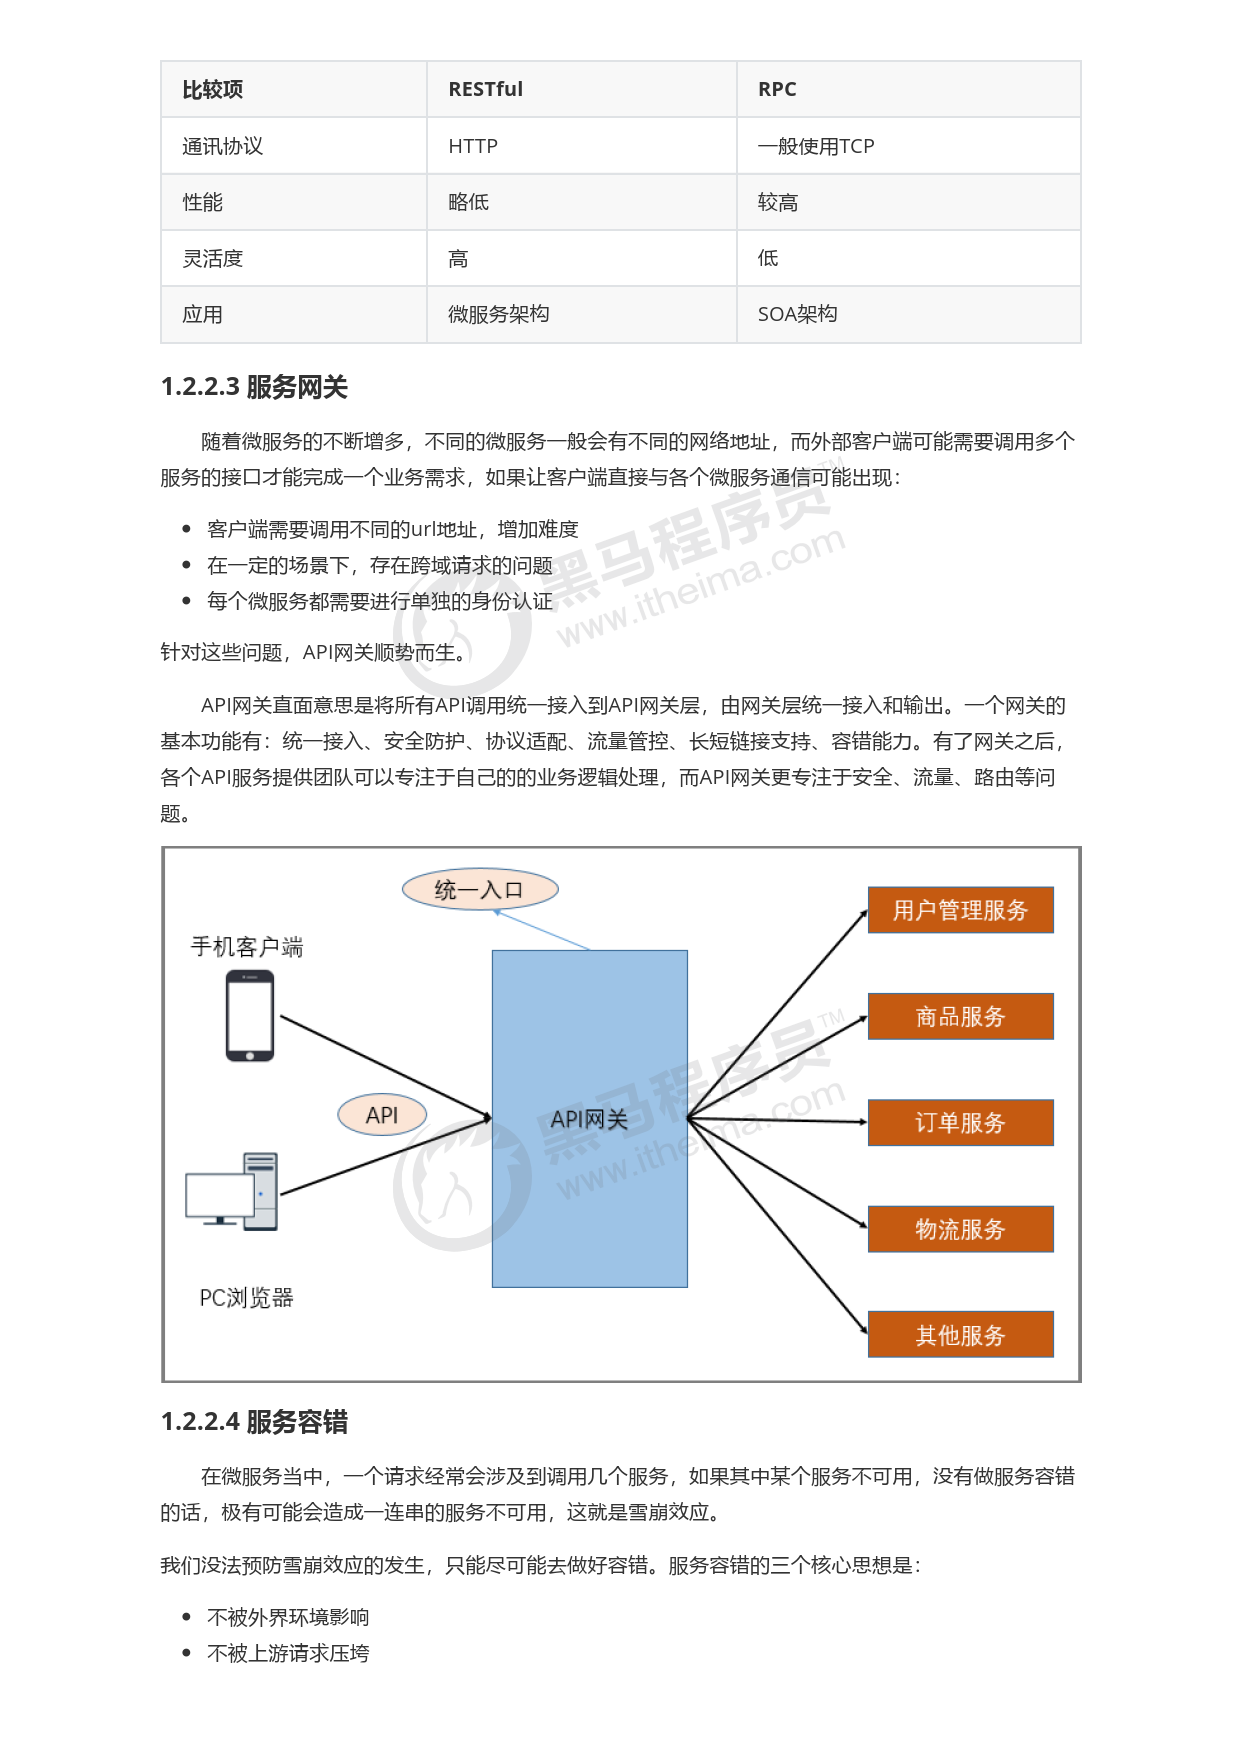 比较项 RESTful RPC
通讯协议 HTTP 一般使用TCP
性能 略低 较高
灵活度 高 低
应用 微服务架构 SOA架构
1.2.2.3 服务网关
随着微服务的不断增多，不同的微服务一般会有不同的网络地址，而外部客户端可能需要调用多个
服务的接口才能完成一个业务需求，如果让客户端直接与各个微服务通信可能出现：
• 客户端需要调用不同的url地址，增加难度
• 在一定的场景下，存在跨域请求的问题
• 每个微服务都需要进行单独的身份认证
针对这些问题，API网关顺势而生。
API网关直面意思是将所有API调用统一接入到API网关层，由网关层统一接入和输出。一个网关的
基本功能有：统一接入、安全防护、协议适配、流量管控、长短链接支持、容错能力。有了网关之后，
各个API服务提供团队可以专注于自己的的业务逻辑处理，而API网关更专注于安全、流量、路由等问
题。
黑马程序员TM
www.itheima.com
统一入口
手机客户端
API
PC浏览器
API网关
用户管理服务
商品服务
订单服务
物流服务
其他服务
黑马程序员TM
www.itheima.com
1.2.2.4 服务容错
在微服务当中，一个请求经常会涉及到调用几个服务，如果其中某个服务不可用，没有做服务容错
的话，极有可能会造成一连串的服务不可用，这就是雪崩效应。
我们没法预防雪崩效应的发生，只能尽可能去做好容错。服务容错的三个核心思想是：
• 不被外界环境影响
• 不被上游请求压垮